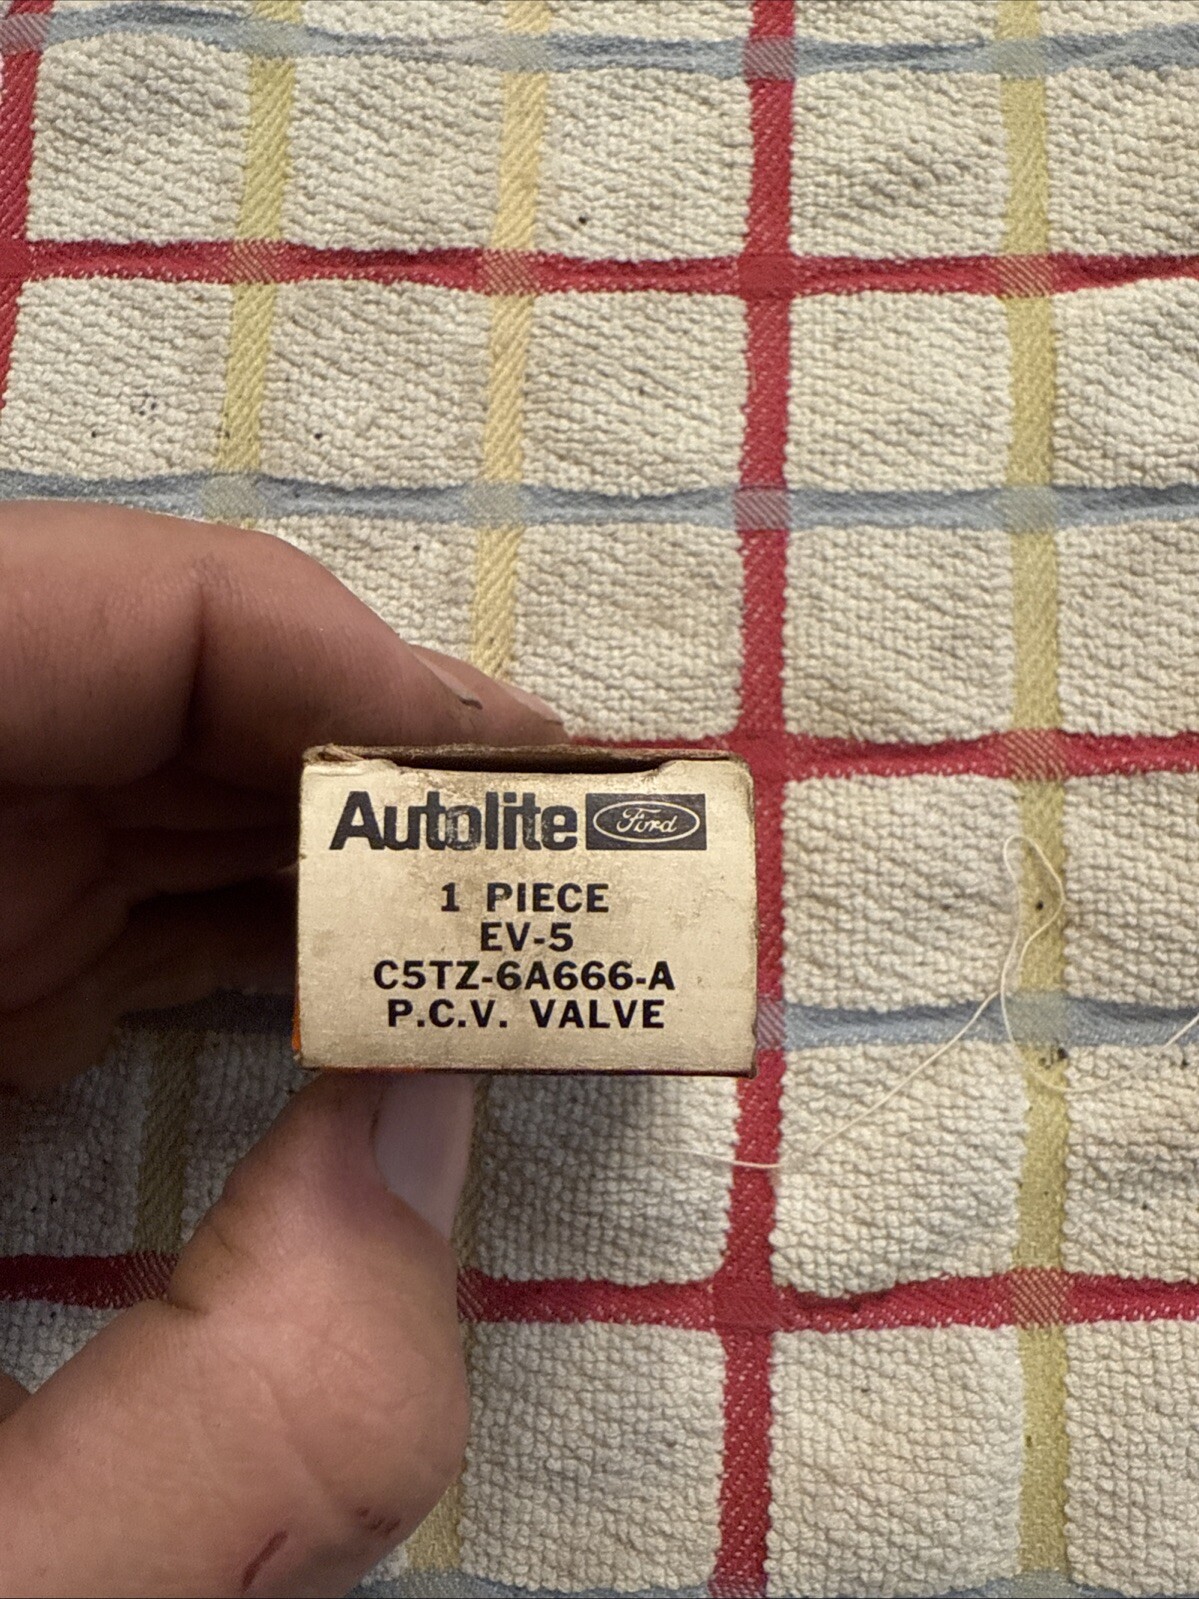 Autolite Ford
1 PIECE
EV-5
C5TZ-6A666-A
P.C.V. VALVE